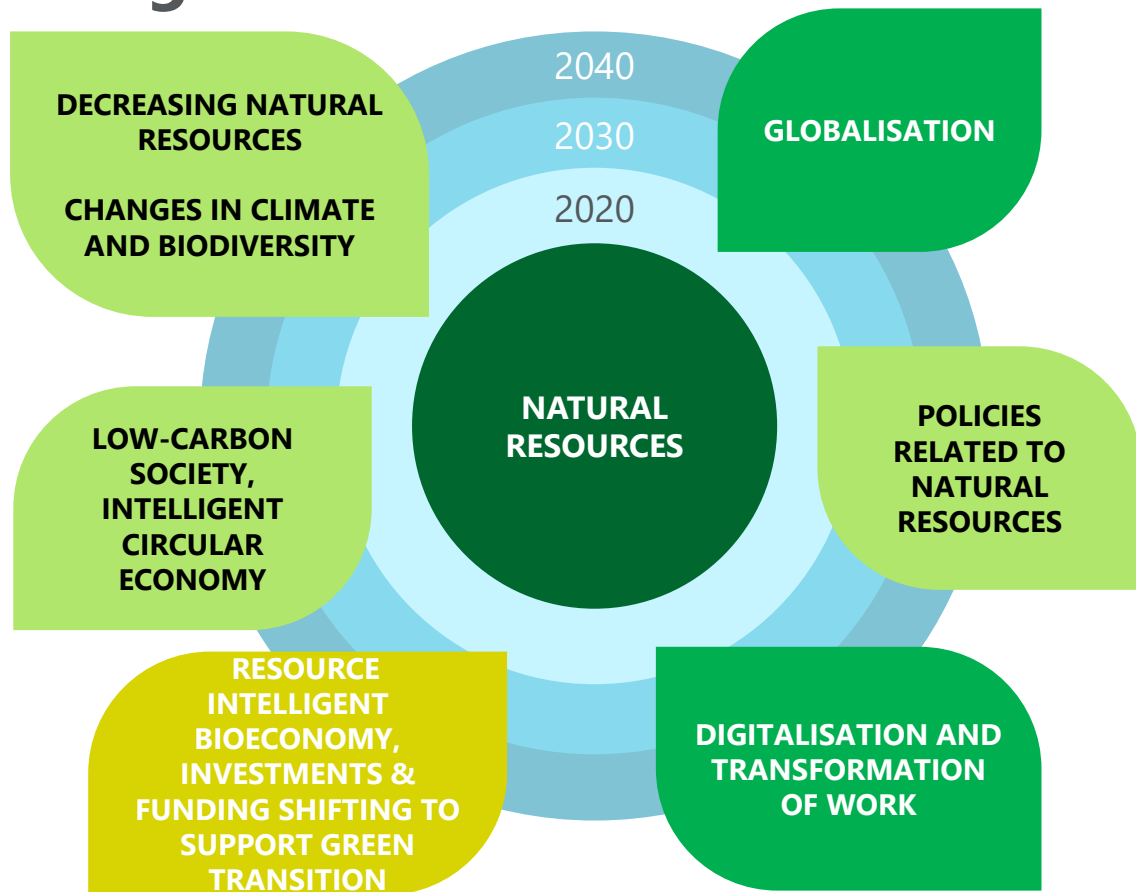 2040
2030
2020
DECREASING NATURAL
RESOURCES
CHANGES IN CLIMATE
AND BIODIVERSITY
GLOBALISATION
NATURAL
RESOURCES
LOW-CARBON
SOCIETY,
INTELLIGENT
CIRCULAR
ECONOMY
POLICIES
RELATED TO
NATURAL
RESOURCES
RESOURCE
INTELLIGENT
BIOECONOMY,
INVESTMENTS &
FUNDING SHIFTING TO
SUPPORT GREEN
TRANSITION
DIGITALISATION AND
TRANSFORMATION
OF WORK